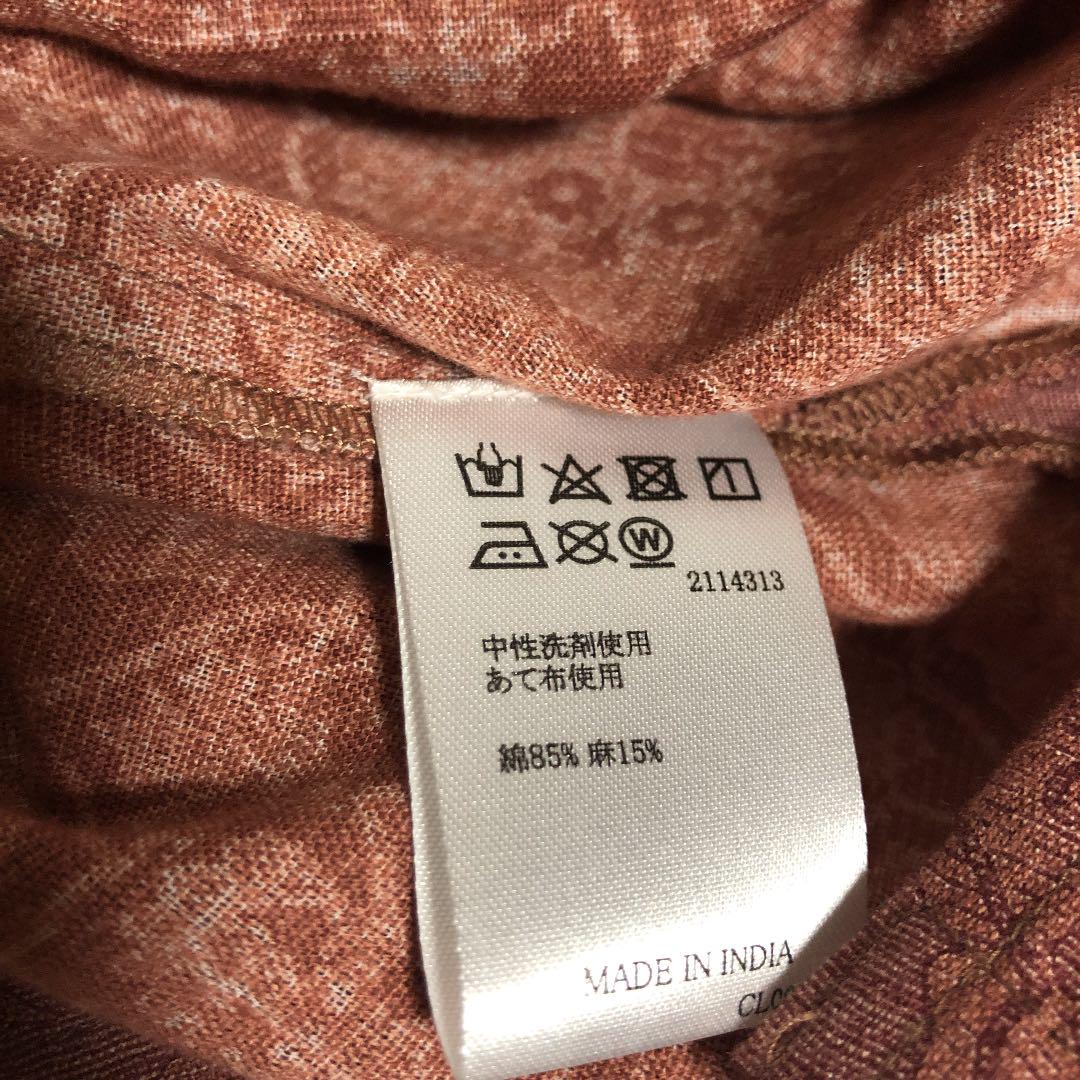 W
2114313
中性洗剤使用
あて布使用
綿85% 麻15%
MADE IN INDIA